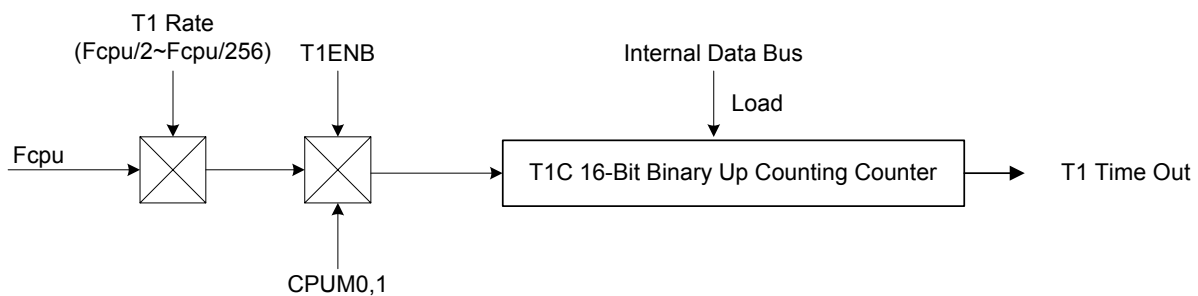 T1 Rate
(Fcpu/2~Fcpu/256)
T1ENB
Internal Data Bus
Load
Fcpu
T1C 16-Bit Binary Up Counting Counter
T1 Time Out
CPUM0,1